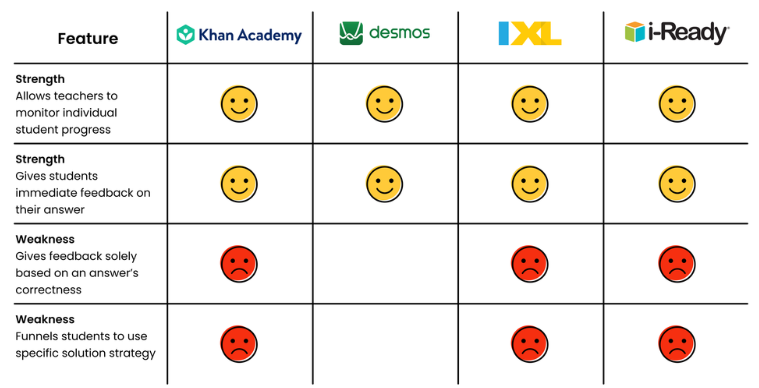 Feature
Khan Academy
desmos
IXL
i-Ready
Strength
Allows teachers to
monitor individual
student progress
Strength
Gives students
immediate feedback on
their answer
Weakness
Gives feedback solely
based on an answer's
correctness
Weakness
Funnels students to use
specific solution strategy